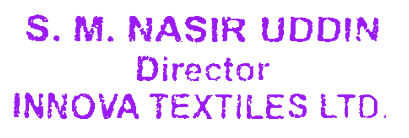 S. M. NASIR UDDIN
Director
INNOVA TEXTILES LTD.